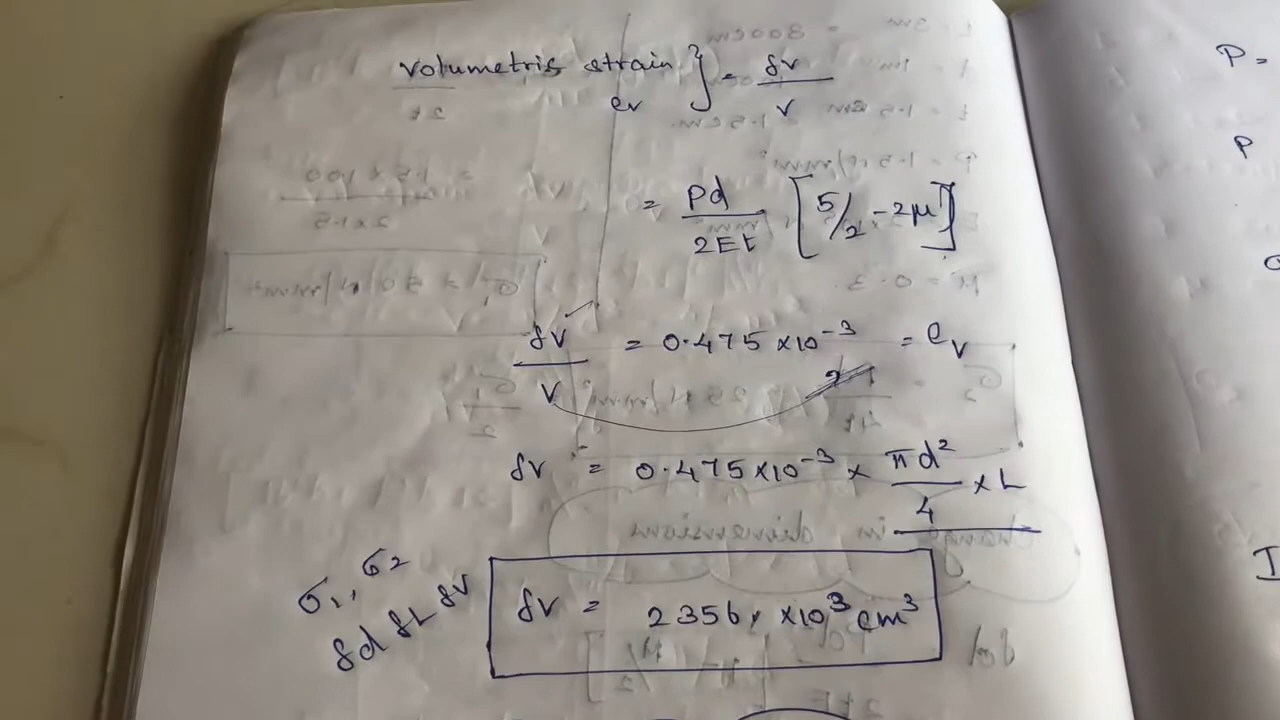 volumetris strain ev } = δv/v
= Pd/2Et [5/2 - 2μ]
δv/v = 0.475 × 10⁻³ = ev
δv = 0.475 × 10⁻³ × πd²/4 × L
σ1, σ2
δd δL δv
δv = 2356, × 10³ cm³
P =
P
I